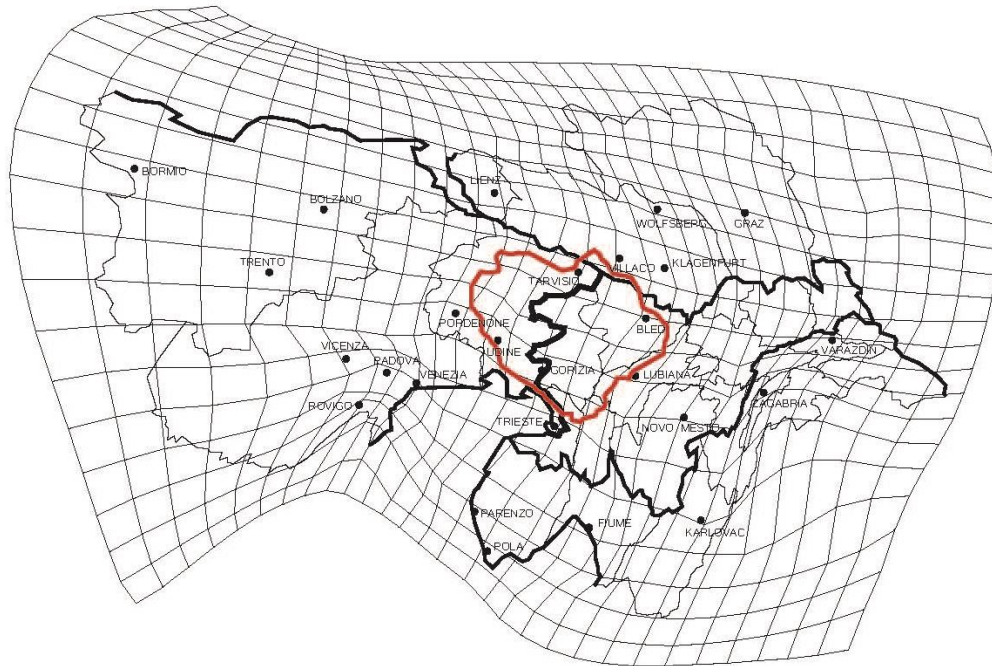 BORMIO
LIENZ
BOLZANO
WOLFSBERG
GRAZ
TRENTO
VILLACO
KLAGENFURT
TARVISIO
PORDENONE
BLED
UDINE
VICENZA
VARAZDIN
PADOVA
GORIZIA
LUBIANA
VENEZIA
ROVIGO
ZAGABRIA
TRIESTE
NOVO MESTO
PARENZO
FIUME
KARLOVAC
POLA